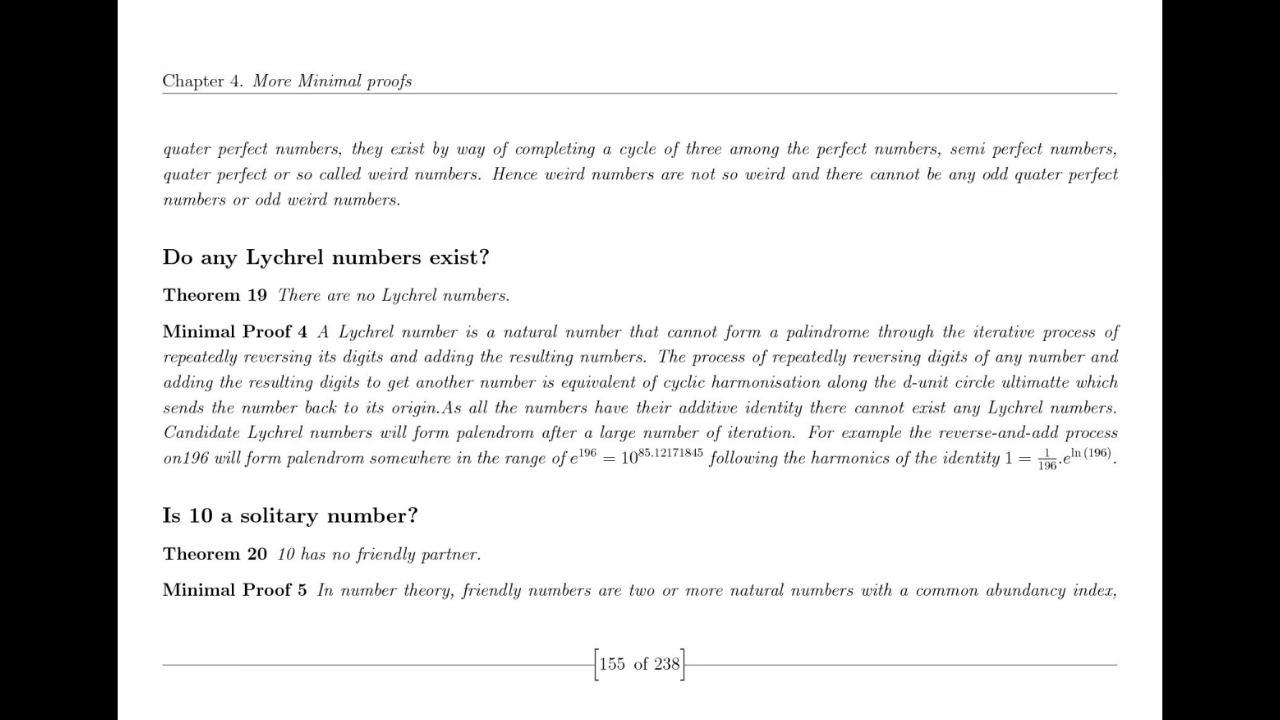 Chapter 4. More Minimal proofs
quater perfect numbers, they exist by way of completing a cycle of three among the perfect numbers, semi perfect numbers,
quater perfect or so called weird numbers. Hence weird numbers are not so weird and there cannot be any odd quater perfect
numbers or odd weird numbers.
Do any Lychrel numbers exist?
Theorem 19 There are no Lychrel numbers.
Minimal Proof 4 A Lychrel number is a natural number that cannot form a palindrome through the iterative process of
repeatedly reversing its digits and adding the resulting numbers. The process of repeatedly reversing digits of any number and
adding the resulting digits to get another number is equivalent of cyclic harmonisation along the d-unit circle ultimatte which
sends the number back to its origin.As all the numbers have their additive identity there cannot exist any Lychrel numbers.
Candidate Lychrel numbers will form palendrom after a large number of iteration. For example the reverse-and-add process
on196 will form palendrom somewhere in the range of e^196 = 10^85.12171845 following the harmonics of the identity 1 = 1/196.e^ln (196).
Is 10 a solitary number?
Theorem 20 10 has no friendly partner.
Minimal Proof 5 In number theory, friendly numbers are two or more natural numbers with a common abundancy index,
155 of 238